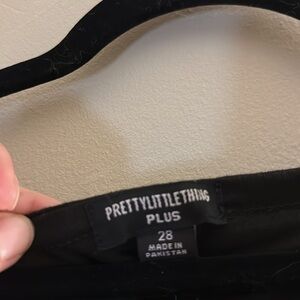 PRETTYLITTLETHING
PLUS
28
MADE IN
PAKISTAN